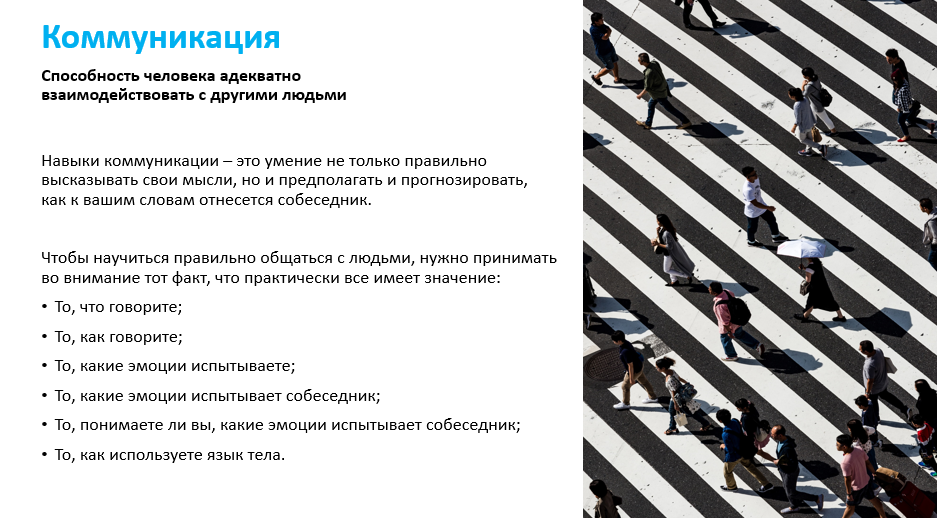 Коммуникация
Способность человека адекватно
взаимодействовать с другими людьми
Навыки коммуникации – это умение не только правильно
высказывать свои мысли, но и предполагать и прогнозировать,
как к вашим словам отнесется собеседник.
Чтобы научиться правильно общаться с людьми, нужно принимать
во внимание тот факт, что практически все имеет значение:
• То, что говорите;
• То, как говорите;
• То, какие эмоции испытываете;
• То, какие эмоции испытывает собеседник;
• То, понимаете ли вы, какие эмоции испытывает собеседник;
• То, как используете язык тела.